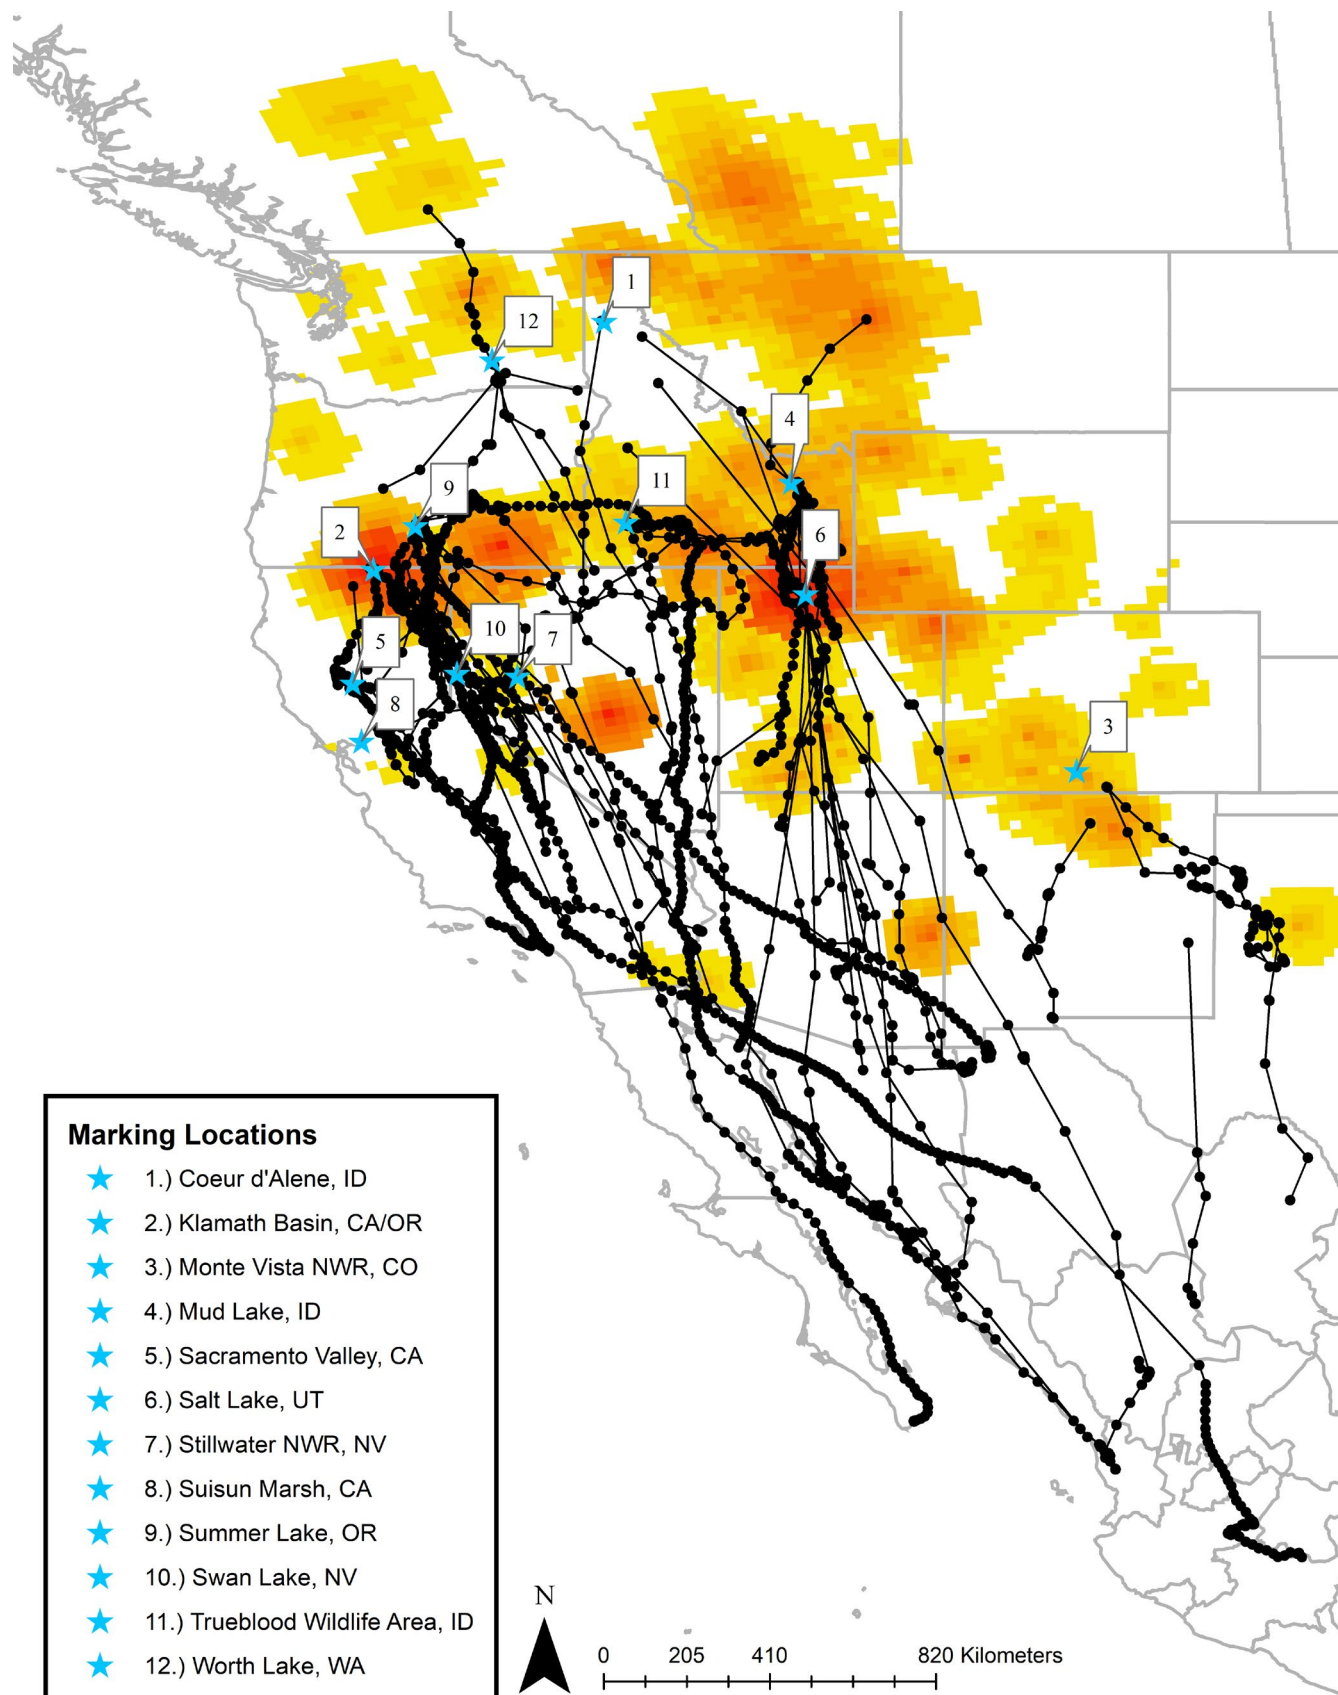 1
12
4
9
11
2
6
10
7
5
8
3
Marking Locations
1.) Coeur d'Alene, ID
2.) Klamath Basin, CA/OR
3.) Monte Vista NWR, CO
4.) Mud Lake, ID
5.) Sacramento Valley, CA
6.) Salt Lake, UT
7.) Stillwater NWR, NV
8.) Suisun Marsh, CA
9.) Summer Lake, OR
10.) Swan Lake, NV
11.) Trueblood Wildlife Area, ID
12.) Worth Lake, WA
N
0 205 410 820 Kilometers